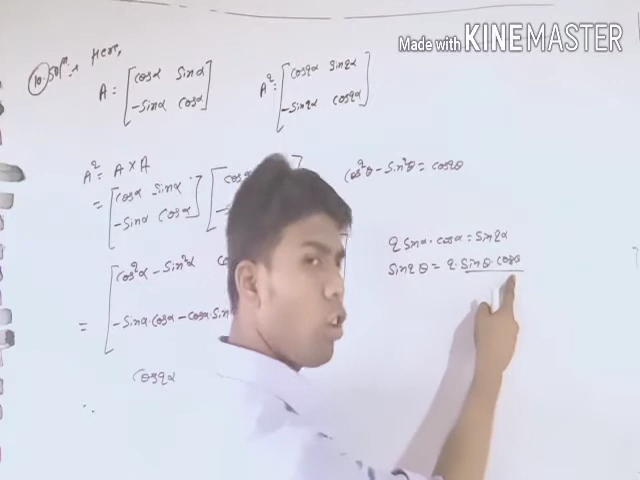 Made with KINEMASTER
10. Solⁿ:→ Here,
A = [cosα sinα
-sinα cosα]
A² = [cos2α sin2α
-sin2α cos2α]
A² = A × A
= [cosα sinα
-sinα cosα] [
cos²θ - sin²θ = cos2θ
2 sinα·cosα = sin2α
sin2θ = 2·sinθ·cosθ
= [cos²α - sin²α
-sinα·cosα - cosα·sin
cos2α
∴